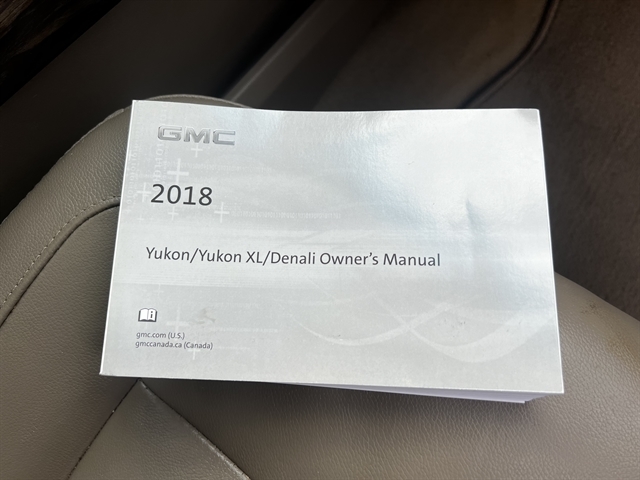 GMC
2018
Yukon/Yukon XL/Denali Owner's Manual
gmc.com (U.S.)
gmccanada.ca (Canada)